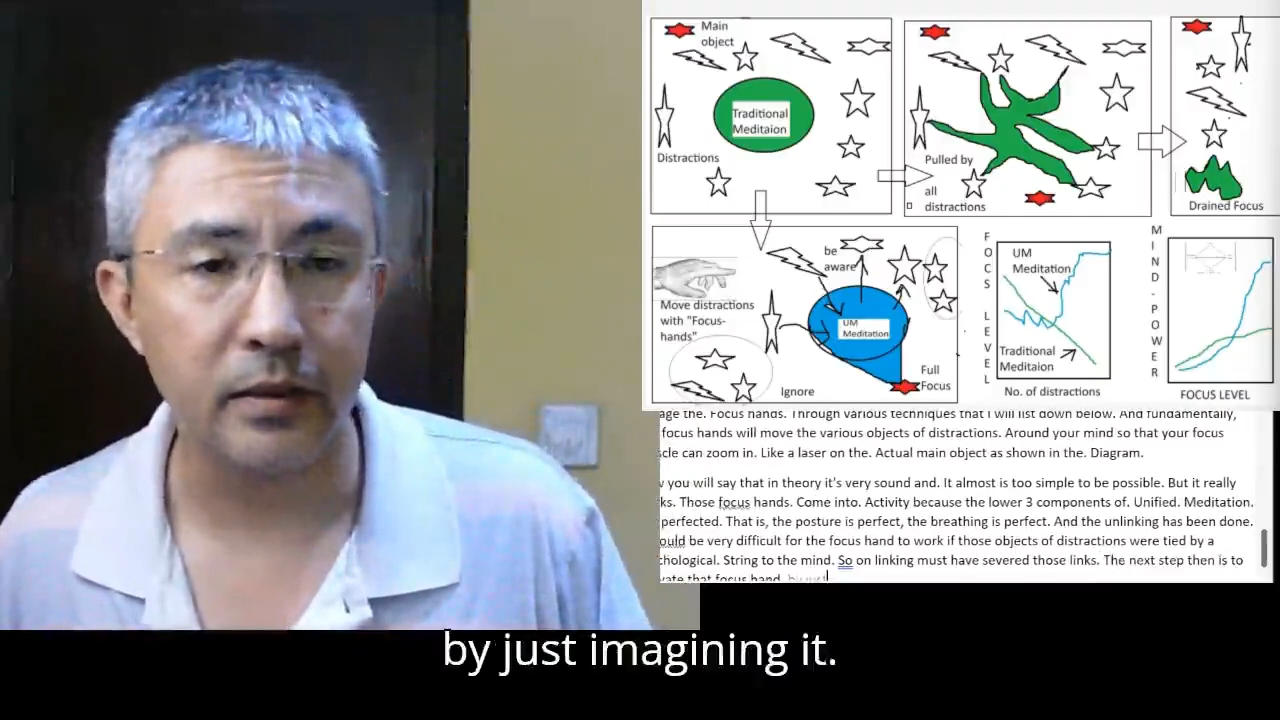 Main
object
Traditional
Meditaion
Distractions
Pulled by
all
distractions
Drained Focus
be
aware
Move distractions
with "Focus-
hands"
UM
Meditation
Ignore
Full
Focus
FOCUS LEVEL
UM
Meditation
Traditional
Meditaion
No. of distractions
MIND-POWER
FOCUS LEVEL
age the. Focus hands. Through various techniques that I will list down below. And fundamentally,
focus hands will move the various objects of distractions. Around your mind so that your focus
scle can zoom in. Like a laser on the. Actual main object as shown in the. Diagram.
you will say that in theory it's very sound and. It almost is too simple to be possible. But it really
ks. Those focus hands. Come into. Activity because the lower 3 components of. Unified. Meditation.
perfected. That is, the posture is perfect, the breathing is perfect. And the unlinking has been done.
ould be very difficult for the focus hand to work if those objects of distractions were tied by a
chological. String to the mind. So on linking must have severed those links. The next step then is to
vate that focus hand. by just
by just imagining it.